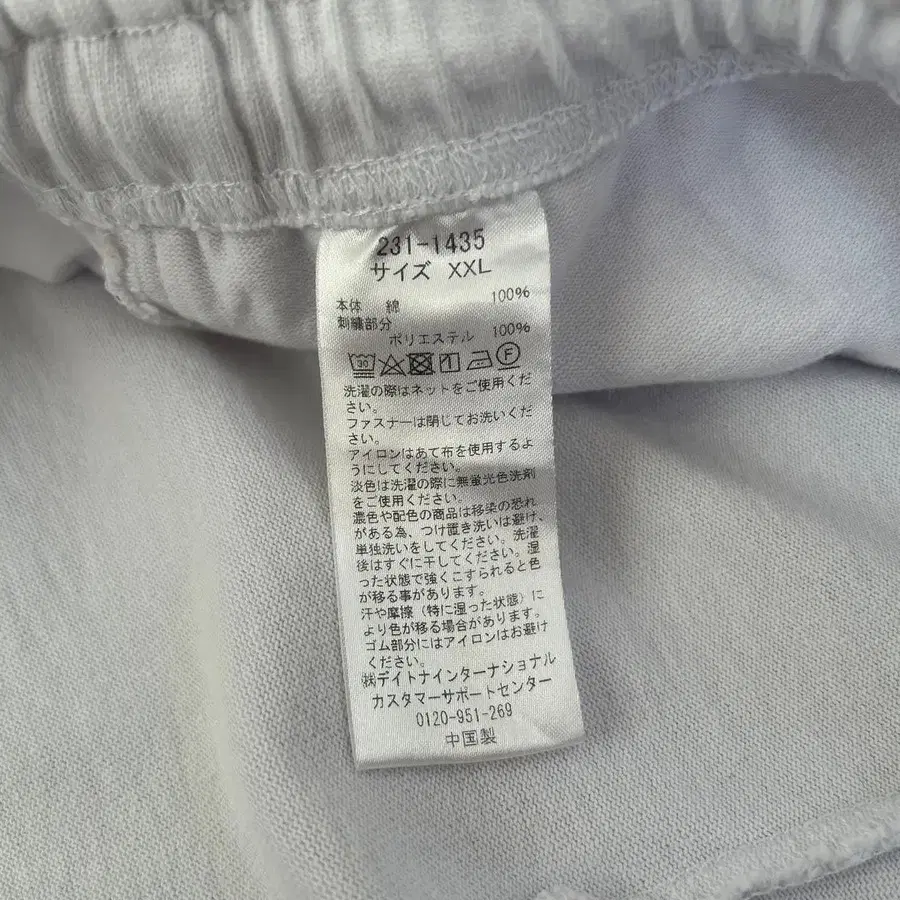 231-1435
サイズ XXL
本体 綿 100%
刺繍部分
ポリエステル 100%
30 F
洗濯の際はネットをご使用くだ
さい。
ファスナーは閉じてお洗いくだ
さい。
アイロンはあて布を使用するよ
うにしてください。
淡色は洗濯の際に無蛍光色洗剤
をご使用ください。
濃色や配色の商品は移染の恐れ
がある為、つけ置き洗いは避け、
単独洗いをしてください。洗濯
後はすぐに干してください。湿
った状態で強くこすられると色
が移る事があります。
汗や摩擦（特に湿った状態）に
より色が移る場合があります。
ゴム部分にはアイロンはお避け
ください。
㈱デイトナインターナショナル
カスタマーサポートセンター
0120-951-269
中国製